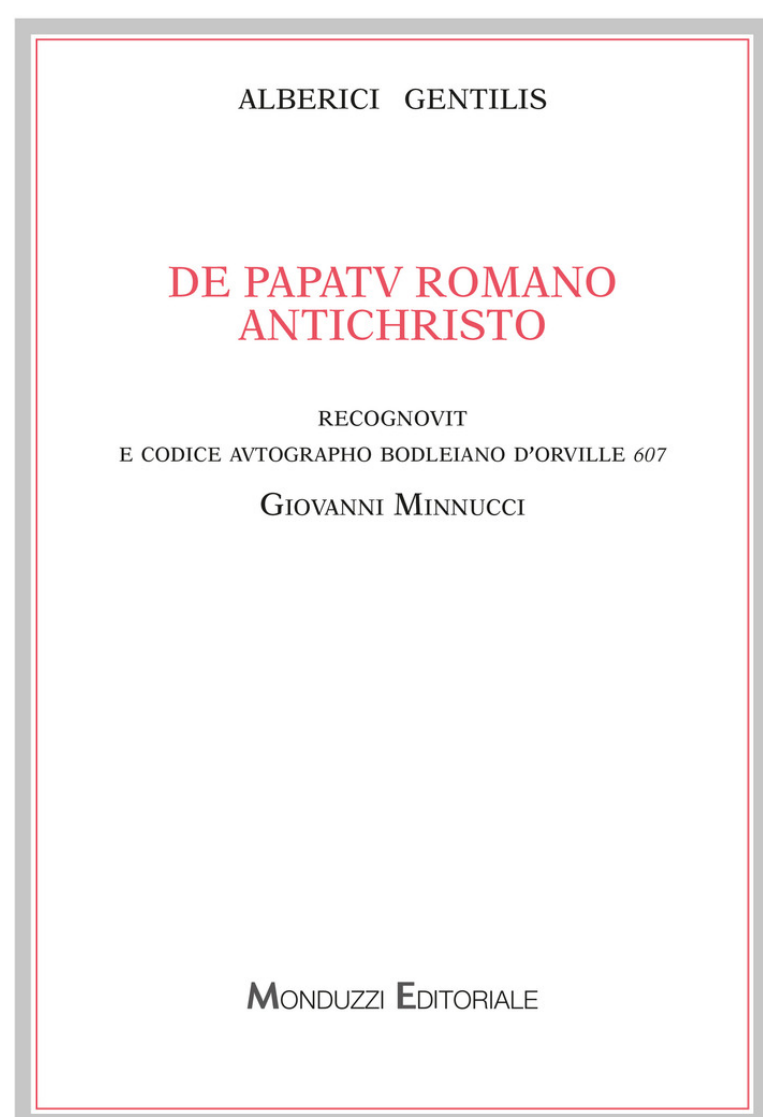 ALBERICI GENTILIS
DE PAPATV ROMANO
ANTICHRISTO
RECOGNOVIT
E CODICE AVTOGRAPHO BODLEIANO D’ORVILLE 607
GIOVANNI MINNUCCI
MONDUZZI EDITORIALE